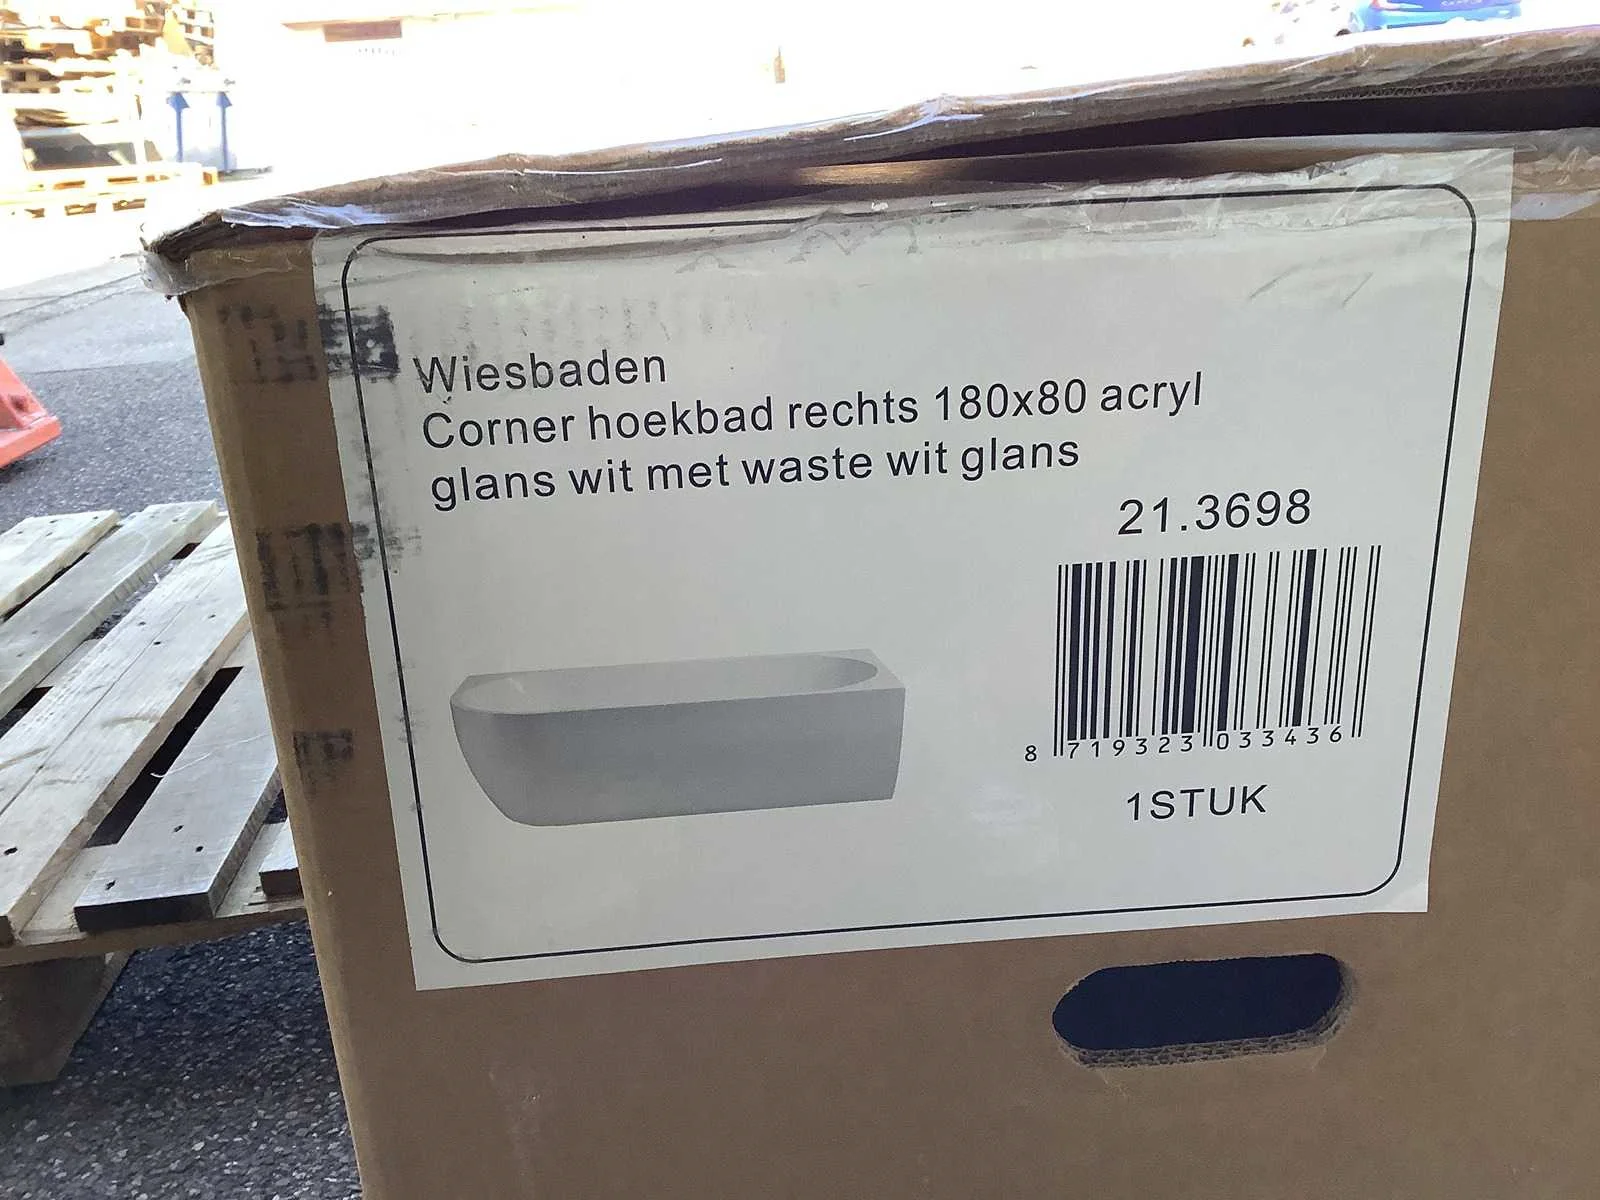 Wiesbaden
Corner hoekbad rechts 180x80 acryl
glans wit met waste wit glans
21.3698
8 719323 033436
1STUK